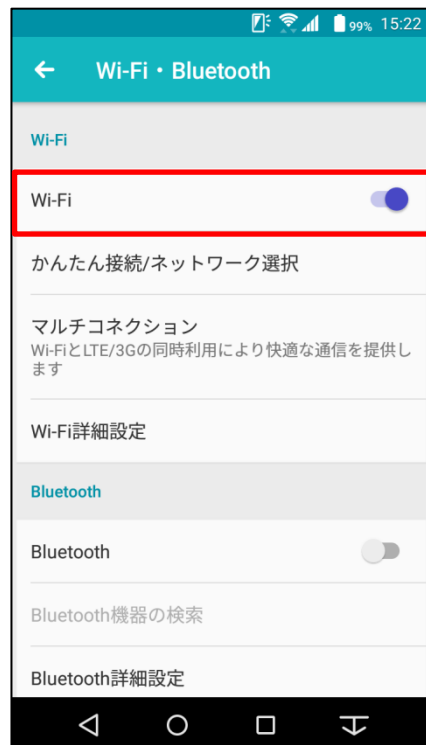 99% 15:22
Wi-Fi・Bluetooth
Wi-Fi
Wi-Fi
かんたん接続/ネットワーク選択
マルチコネクション
Wi-FiとLTE/3Gの同時利用により快適な通信を提供し
ます
Wi-Fi詳細設定
Bluetooth
Bluetooth
Bluetooth機器の検索
Bluetooth詳細設定